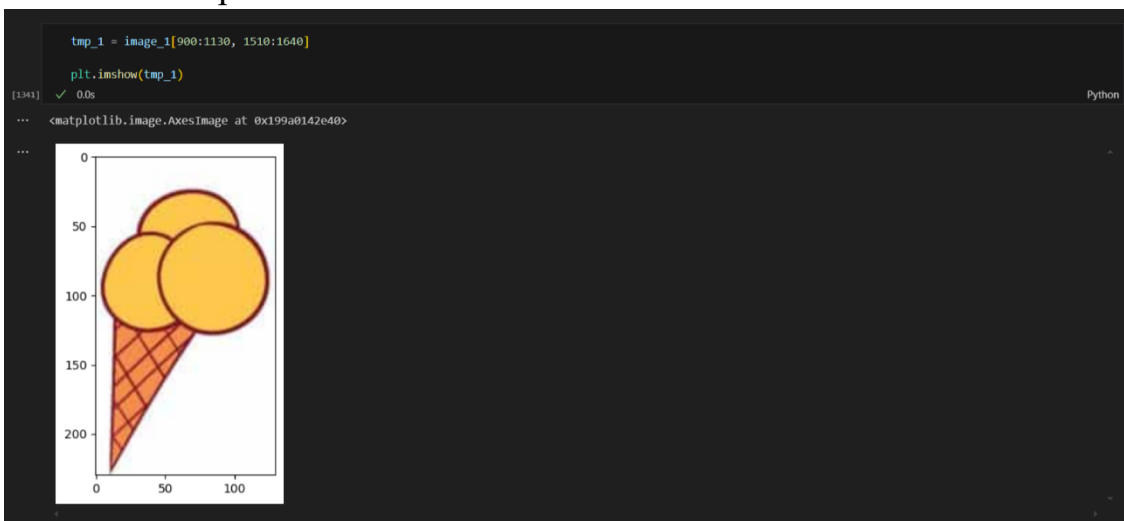 tmp_1 = image_1[900:1130, 1510:1640]
plt.imshow(tmp_1)
[1341] ✓ 0.0s Python
... <matplotlib.image.AxesImage at 0x199a0142e40>
...
0
50
100
150
200
0 50 100